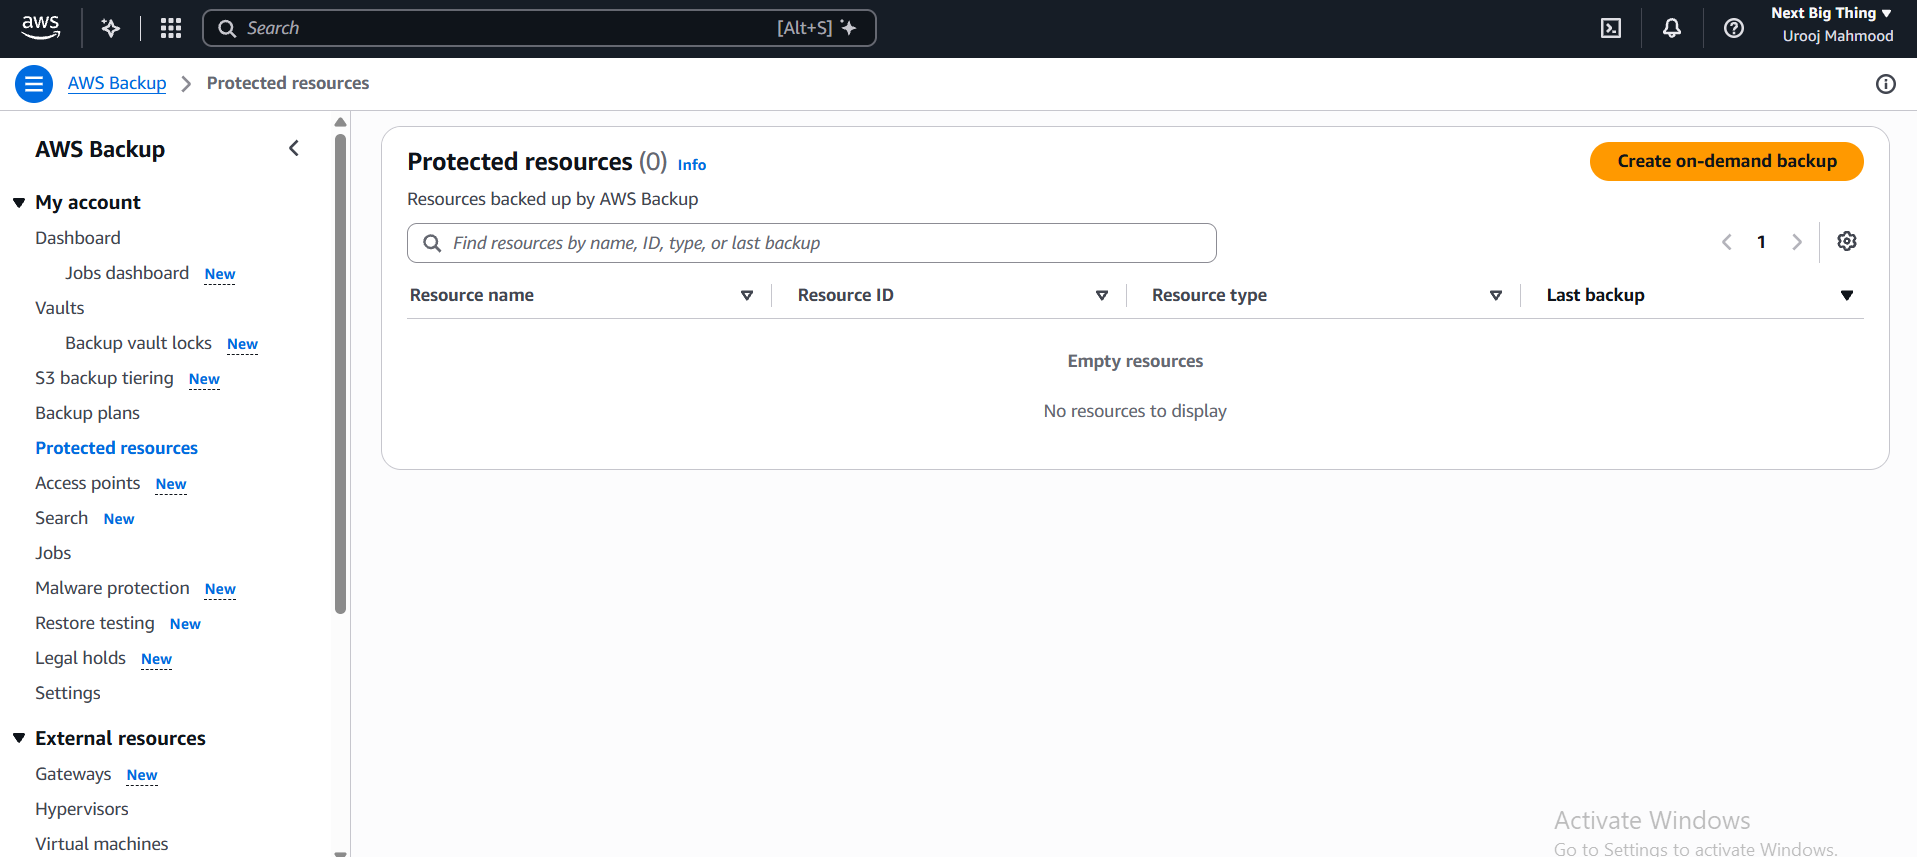 aws
Search
[Alt+S]
Next Big Thing
Urooj Mahmood
AWS Backup
Protected resources
AWS Backup
My account
Dashboard
Jobs dashboard New
Vaults
Backup vault locks New
S3 backup tiering New
Backup plans
Protected resources
Access points New
Search New
Jobs
Malware protection New
Restore testing New
Legal holds New
Settings
External resources
Gateways New
Hypervisors
Virtual machines
Protected resources (0) Info
Create on-demand backup
Resources backed up by AWS Backup
Find resources by name, ID, type, or last backup
1
Resource name
Resource ID
Resource type
Last backup
Empty resources
No resources to display
Activate Windows
Go to Settings to activate Windows.